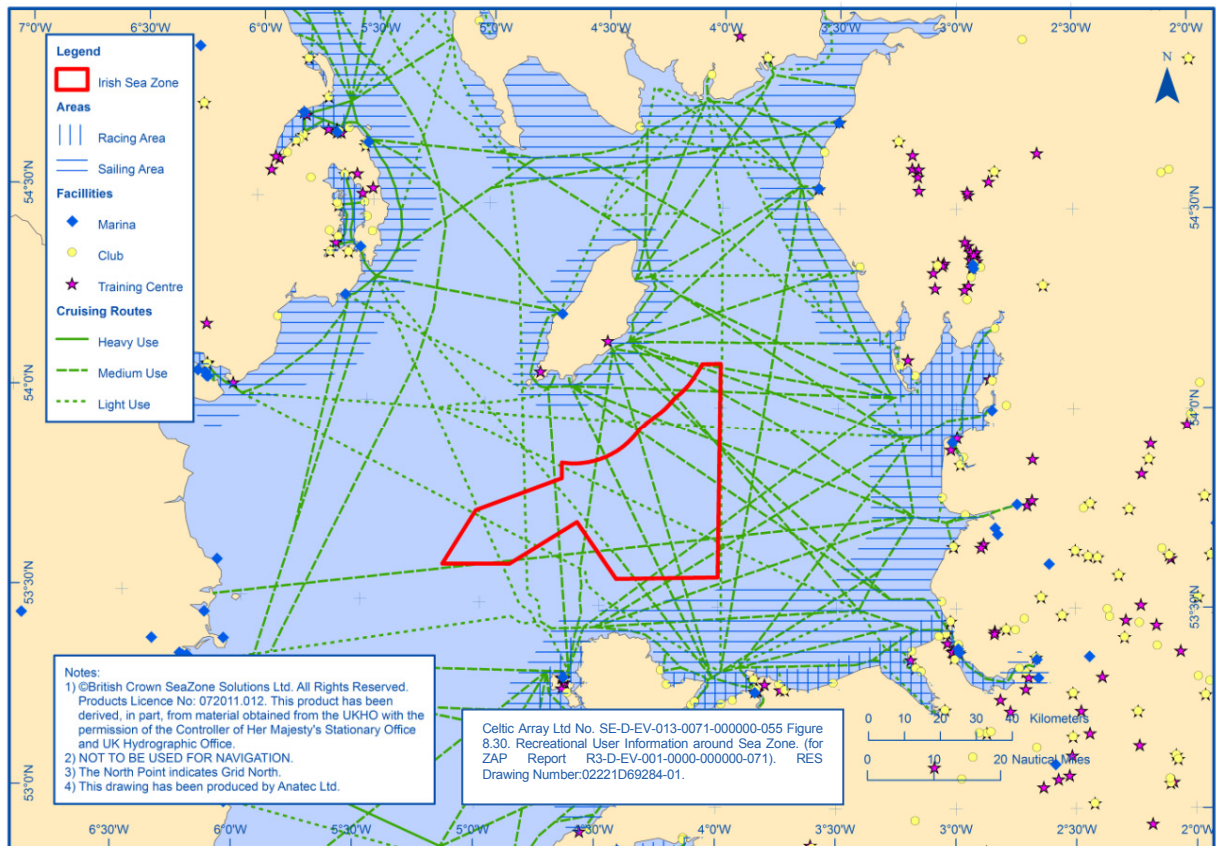 7°0'W 6°30'W 6°0'W 5°30'W 5°0'W 4°30'W 4°0'W 3°30'W 3°0'W 2°30'W 2°0'W
Legend
Irish Sea Zone
Areas
Racing Area
Sailing Area
Facillities
Marina
Club
Training Centre
Cruising Routes
Heavy Use
Medium Use
Light Use
N
54°30'N
54°30'N
54°0'N
54°0'N
53°30'N
53°30'N
53°0'N
53°0'N
Notes:
1) ©British Crown SeaZone Solutions Ltd. All Rights Reserved.
Products Licence No: 072011.012. This product has been
derived, in part, from material obtained from the UKHO with the
permission of the Controller of Her Majesty's Stationary Office
and UK Hydrographic Office.
2) NOT TO BE USED FOR NAVIGATION.
3) The North Point indicates Grid North.
4) This drawing has been produced by Anatec Ltd.
Celtic Array Ltd No. SE-D-EV-013-0071-000000-055 Figure
8.30. Recreational User Information around Sea Zone. (for
ZAP Report R3-D-EV-001-0000-000000-071). RES
Drawing Number:02221D69284-01.
0 10 20 30 40 Kilometers
0 10 20 Nautical Miles
6°30'W 6°0'W 5°30'W 5°0'W 4°30'W 4°0'W 3°30'W 3°0'W 2°30'W 2°0'W